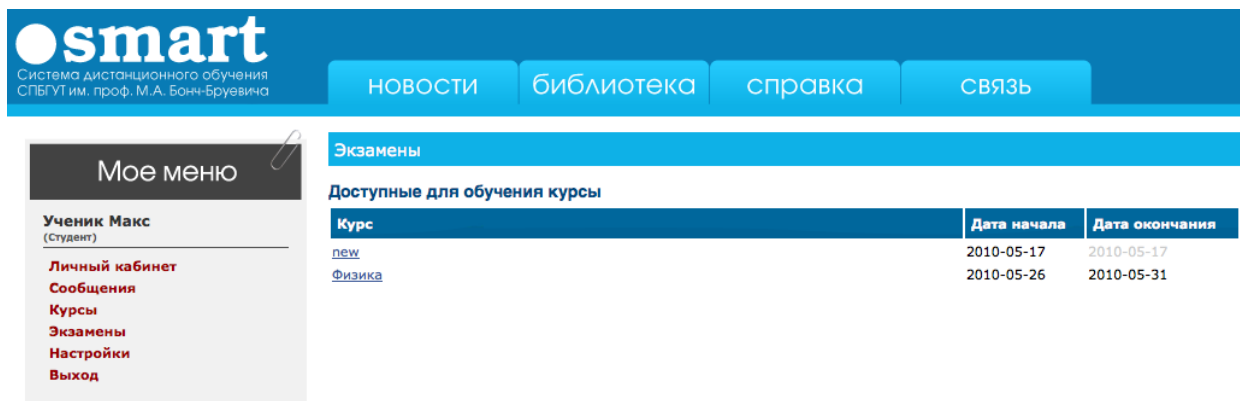 smart
Система дистанционного обучения
СПБГУТ им. проф. М.А. Бонч-Бруевича
новости библиотека справка связь
Мое меню
Ученик Макс
(Студент)
Личный кабинет
Сообщения
Курсы
Экзамены
Настройки
Выход
Экзамены
Доступные для обучения курсы
Курс Дата начала Дата окончания
new 2010-05-17 2010-05-17
Физика 2010-05-26 2010-05-31